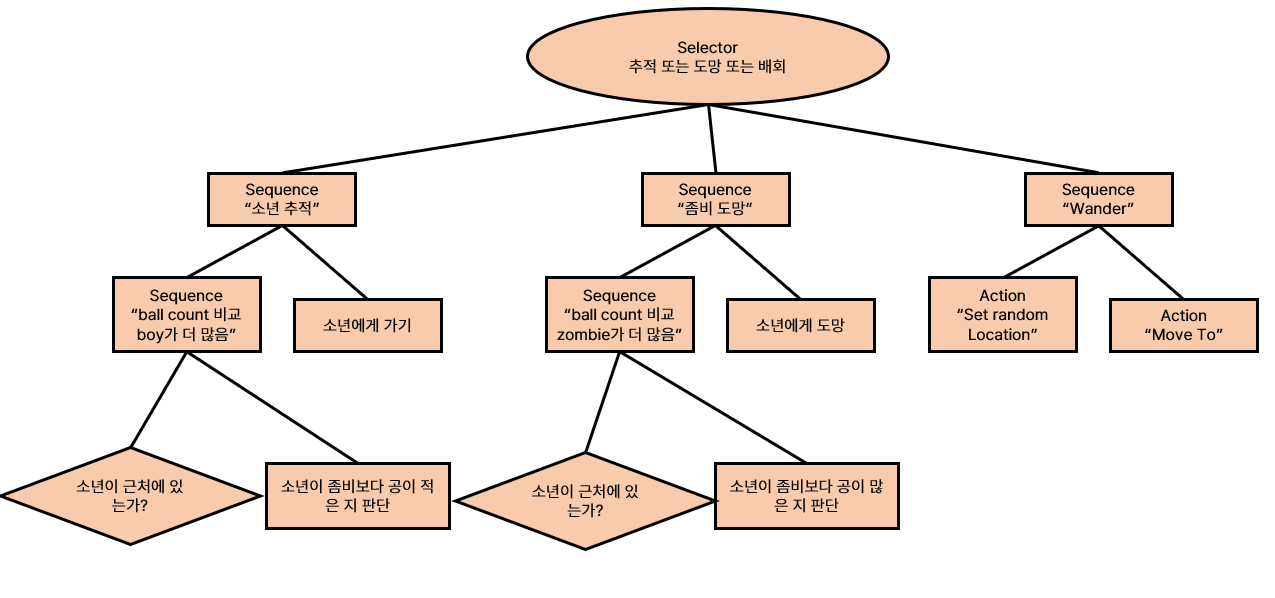 Selector
추적 또는 도망 또는 배회
Sequence
“소년 추적”
Sequence
“좀비 도망”
Sequence
“Wander”
Sequence
“ball count 비교
boy가 더 많음”
소년에게 가기
Sequence
“ball count 비교
zombie가 더 많음”
소년에게 도망
Action
“Set random
Location”
Action
“Move To”
소년이 근처에 있
는가?
소년이 좀비보다 공이 적
은 지 판단
소년이 근처에 있
는가?
소년이 좀비보다 공이 많
은 지 판단